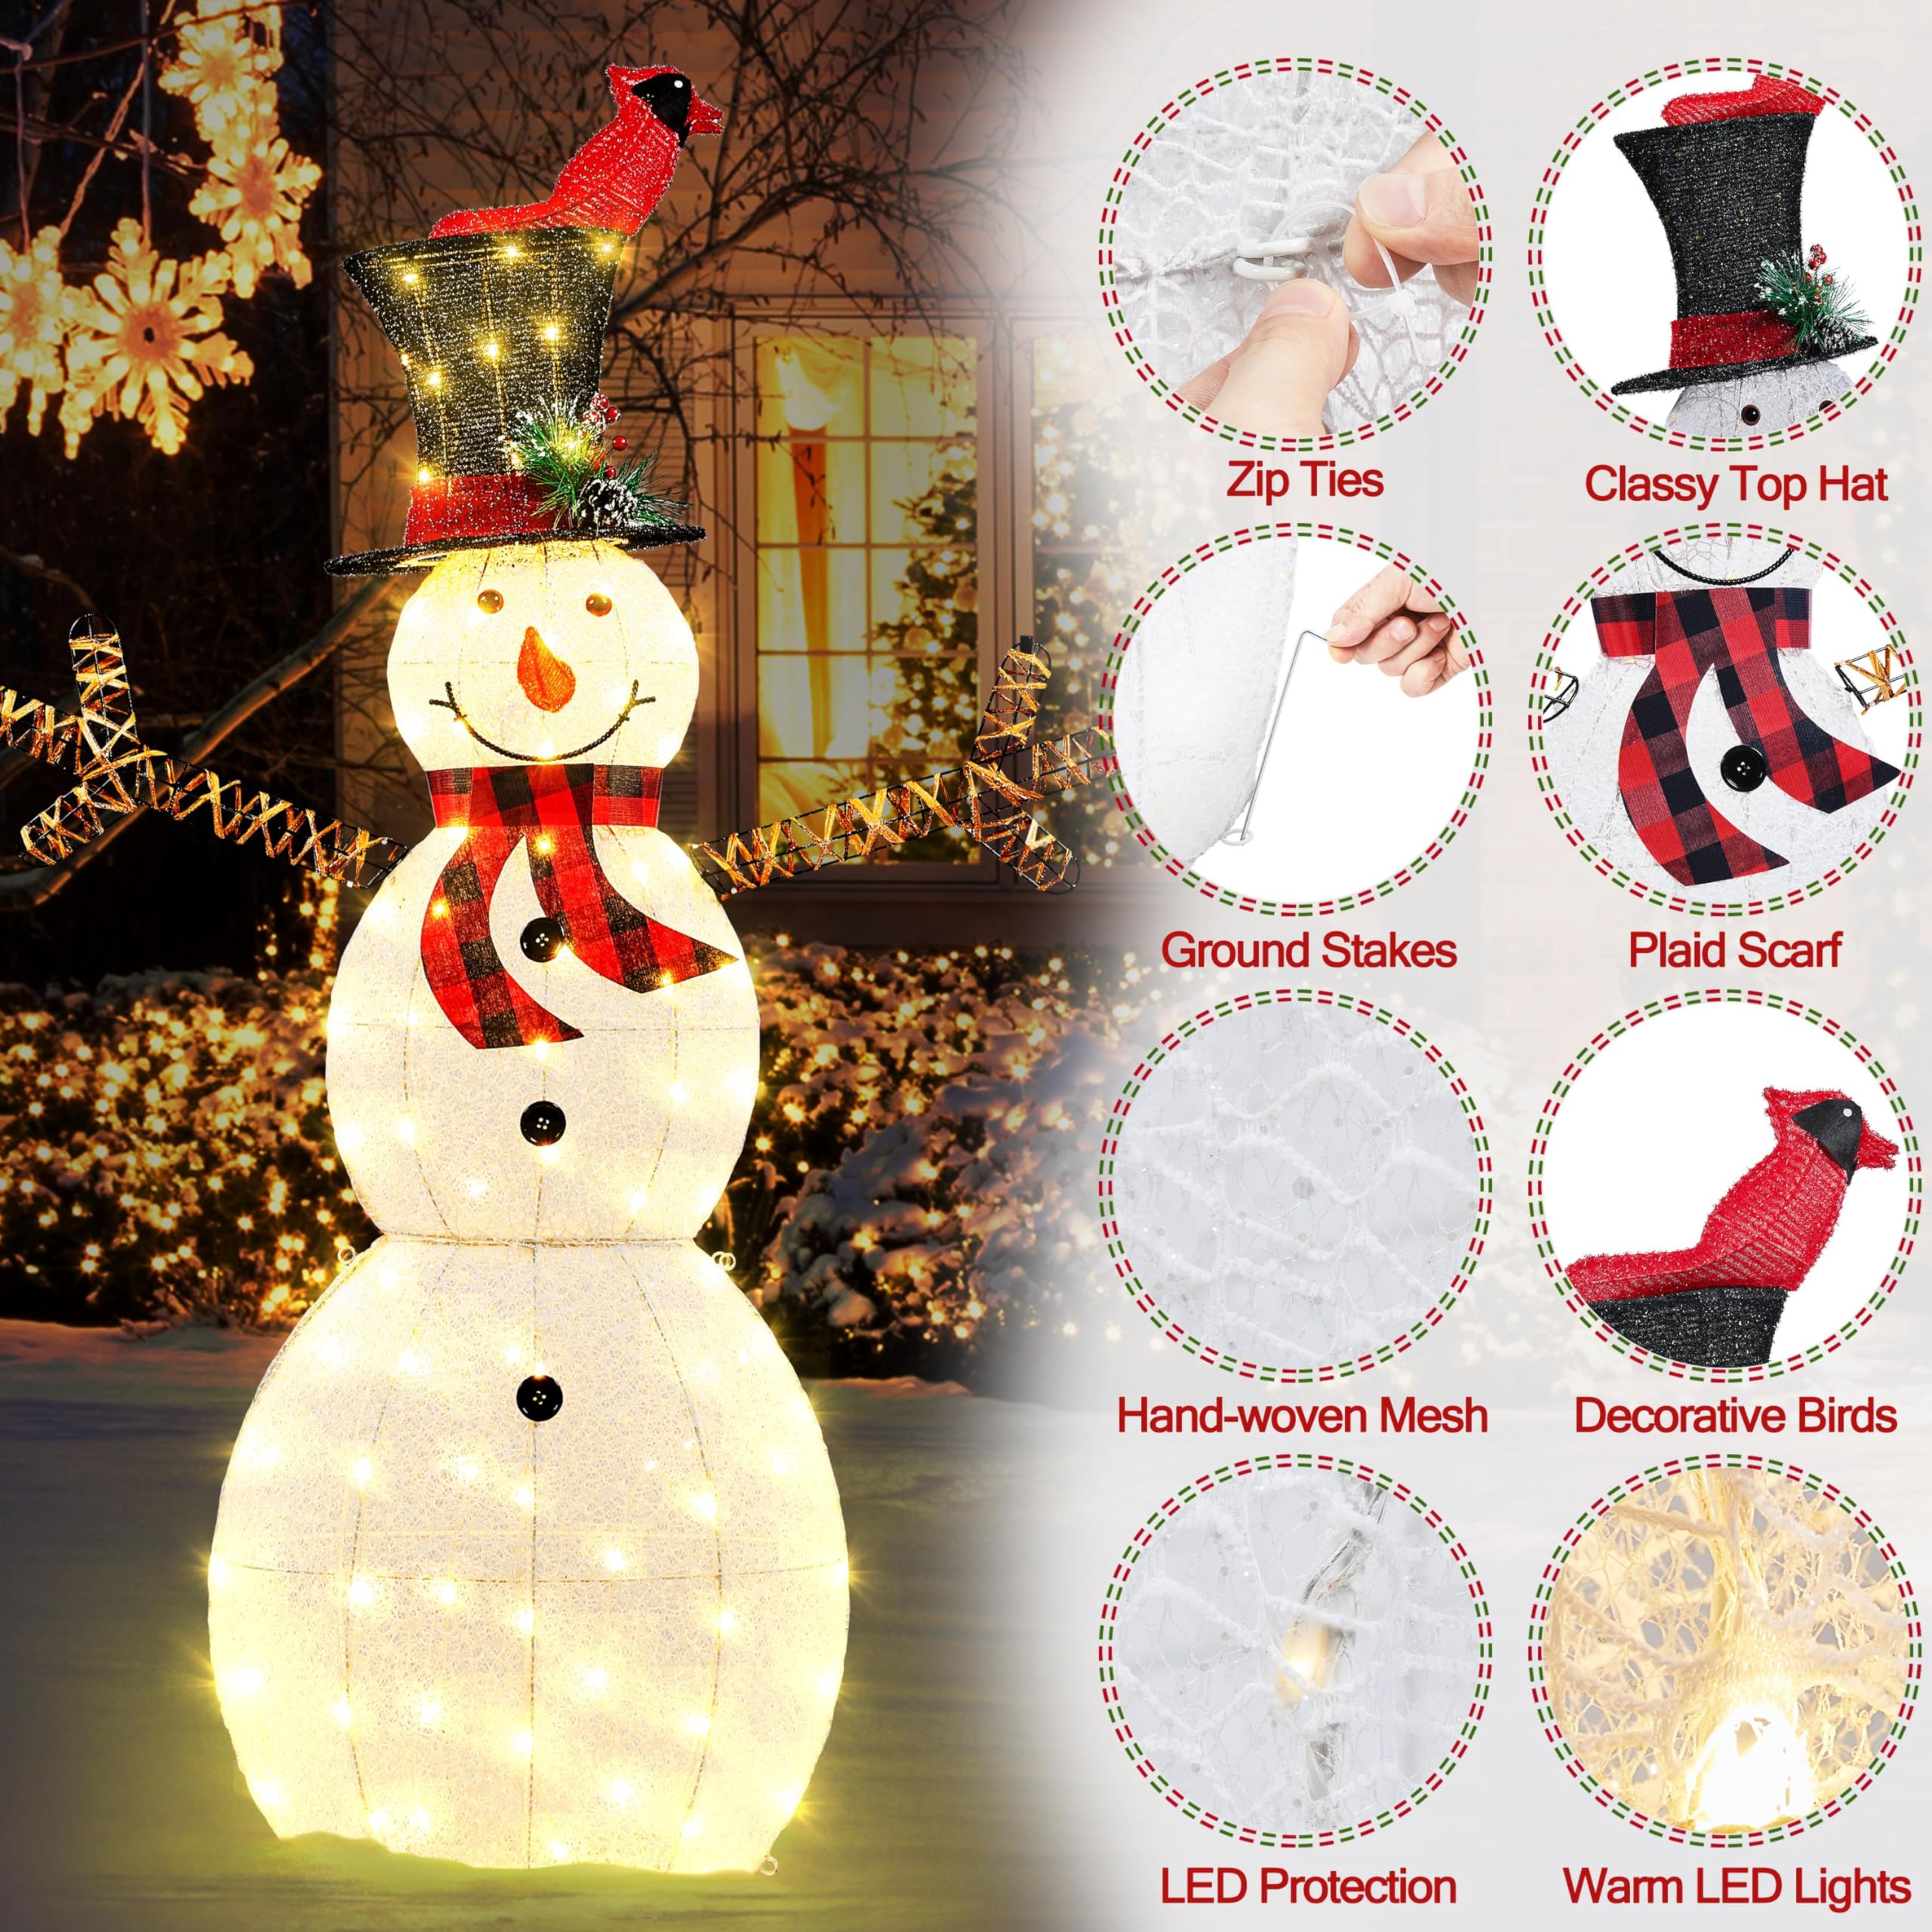 Zip Ties
Classy Top Hat
Ground Stakes
Plaid Scarf
Hand-woven Mesh
Decorative Birds
LED Protection
Warm LED Lights